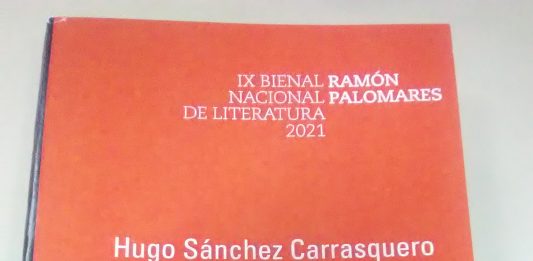 IX BIENAL RAMÓN
NACIONAL PALOMARES
DE LITERATURA
2021
Hugo Sánchez Carrasquero